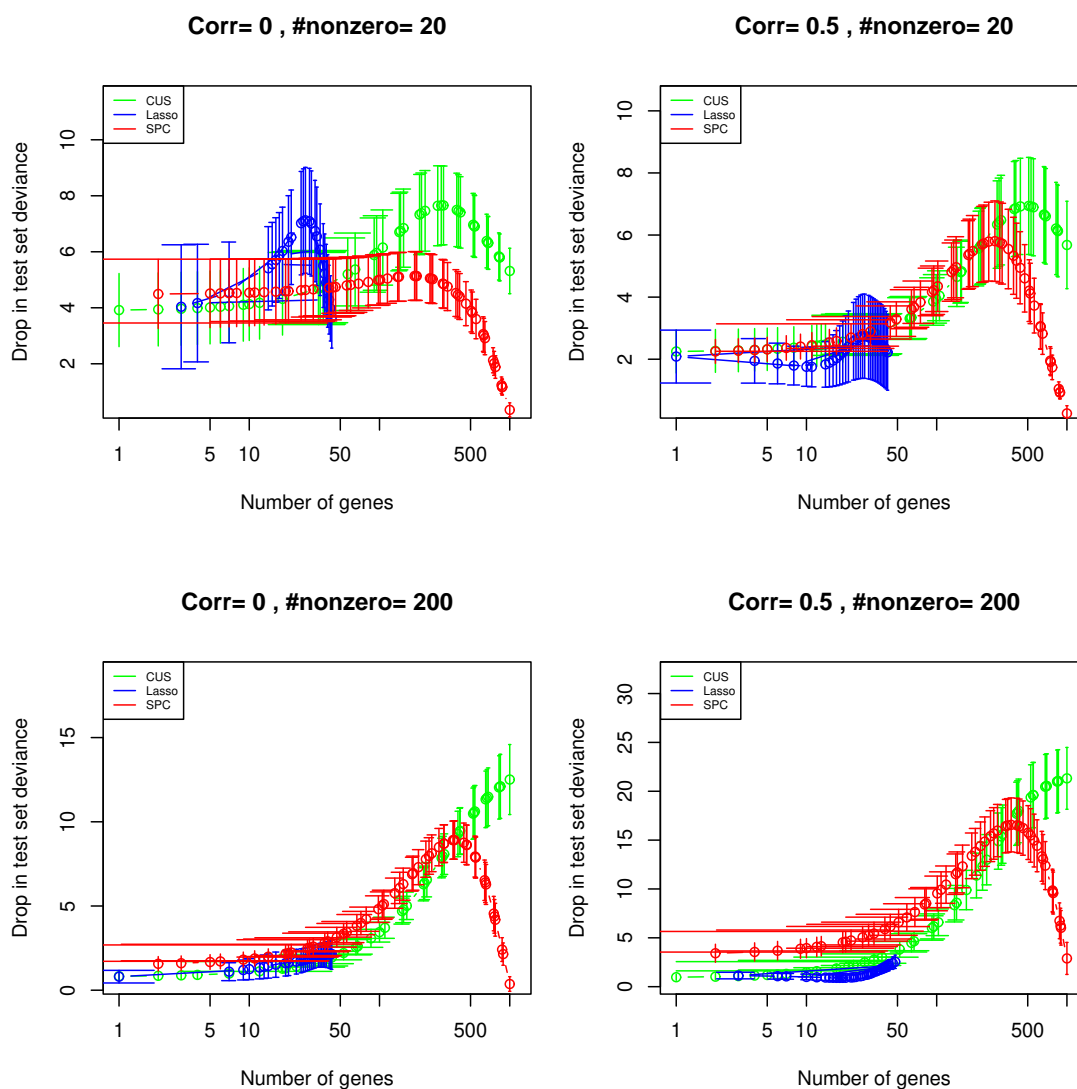 Corr= 0 , #nonzero= 20
CUS
Lasso
SPC
Drop in test set deviance
2
4
6
8
10
1
5
10
50
500
Number of genes
Corr= 0.5 , #nonzero= 20
CUS
Lasso
SPC
Drop in test set deviance
2
4
6
8
10
1
5
10
50
500
Number of genes
Corr= 0 , #nonzero= 200
CUS
Lasso
SPC
Drop in test set deviance
0
5
10
15
1
5
10
50
500
Number of genes
Corr= 0.5 , #nonzero= 200
CUS
Lasso
SPC
Drop in test set deviance
0
5
10
15
20
25
30
1
5
10
50
500
Number of genes